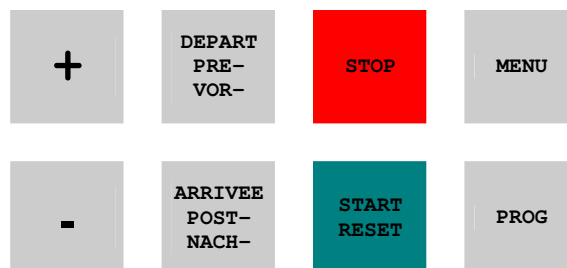 +
DEPART
PRE-
VOR-
STOP
MENU
-
ARRIVEE
POST-
NACH-
START
RESET
PROG